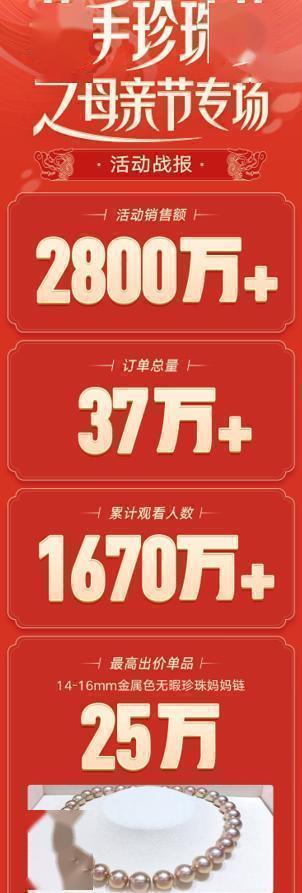 手珍珠
之母亲节专场
·活动战报·
活动销售额
2800万+
订单总量
37万+
累计观看人数
1670万+
最高出价单品
14-16mm金属色无暇珍珠妈妈链
25万